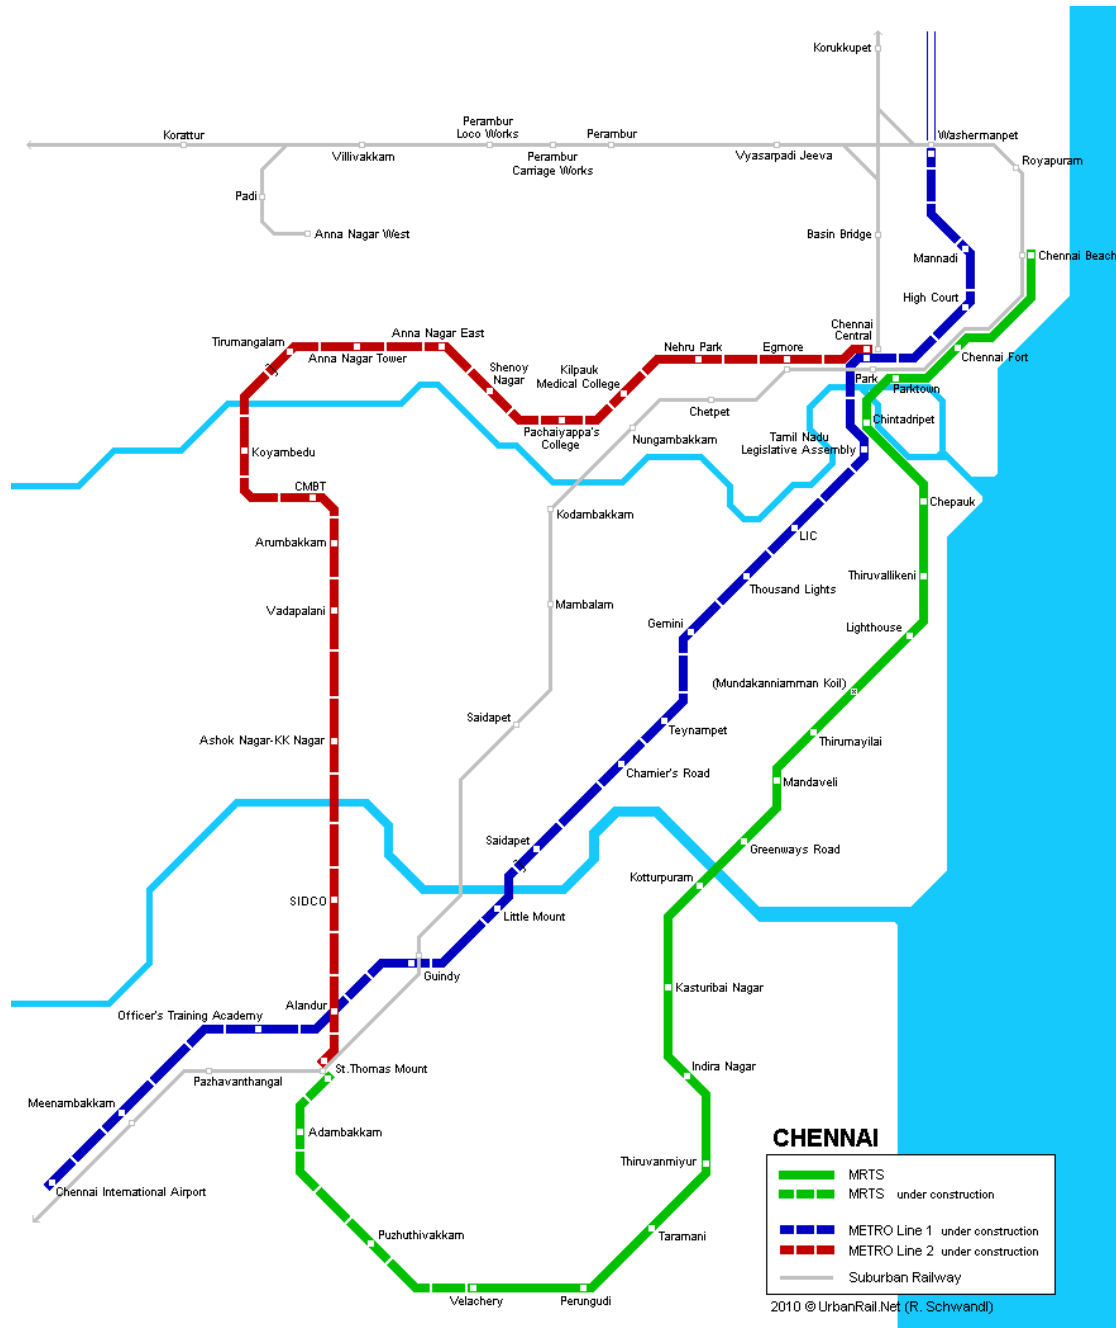 Korukkupet
Korattur
Perambur
Loco Works
Perambur
Washermanpet
Villivakkam
Perambur
Carriage Works
Vyasarpadi Jeeva
Royapuram
Padi
Anna Nagar West
Basin Bridge
Mannadi
Chennai Beach
High Court
Tirumangalam
Anna Nagar East
Anna Nagar Tower
Chennai
Central
Nehru Park
Egmore
Chennai Fort
Shenoy
Nagar
Kilpauk
Medical College
Park
Parktown
Chetpet
Chintadripet
Pachaiyappa's
College
Nungambakkam
Tamil Nadu
Legislative Assembly
Koyambedu
CMBT
Kodambakkam
Chepauk
Arumbakkam
LIC
Thiruvallikeni
Thousand Lights
Vadapalani
Mambalam
Gemini
Lighthouse
(Mundakanniamman Koil)
Saidapet
Teynampet
Ashok Nagar-KK Nagar
Thirumayilai
Chamier's Road
Mandaveli
Saidapet
Greenways Road
Kotturpuram
SIDCO
Little Mount
Guindy
Kasturibai Nagar
Alandur
Officer's Training Academy
St.Thomas Mount
Indira Nagar
Pazhavanthangal
Meenambakkam
Adambakkam
Thiruvanmiyur
Chennai International Airport
Puzhuthivakkam
Taramani
Velachery
Perungudi
CHENNAI
MRTS
MRTS under construction
METRO Line 1 under construction
METRO Line 2 under construction
Suburban Railway
2010 © UrbanRail.Net (R. Schwandl)